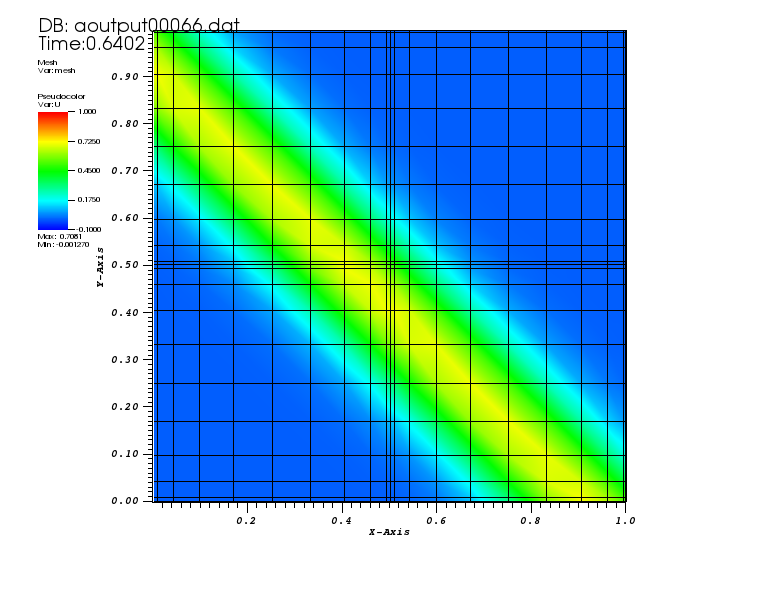 DB: aoutput00066.dat
Time:0.6402
Mesh
Var: mesh
Pseudocolor
Var: U
1.000
0.7250
0.4500
0.1750
-0.1000
Max: 0.7081
Min: -0.001270
Y-Axis
0.90
0.80
0.70
0.60
0.50
0.40
0.30
0.20
0.10
0.00
0.2 0.4 0.6 0.8 1.0
X-Axis